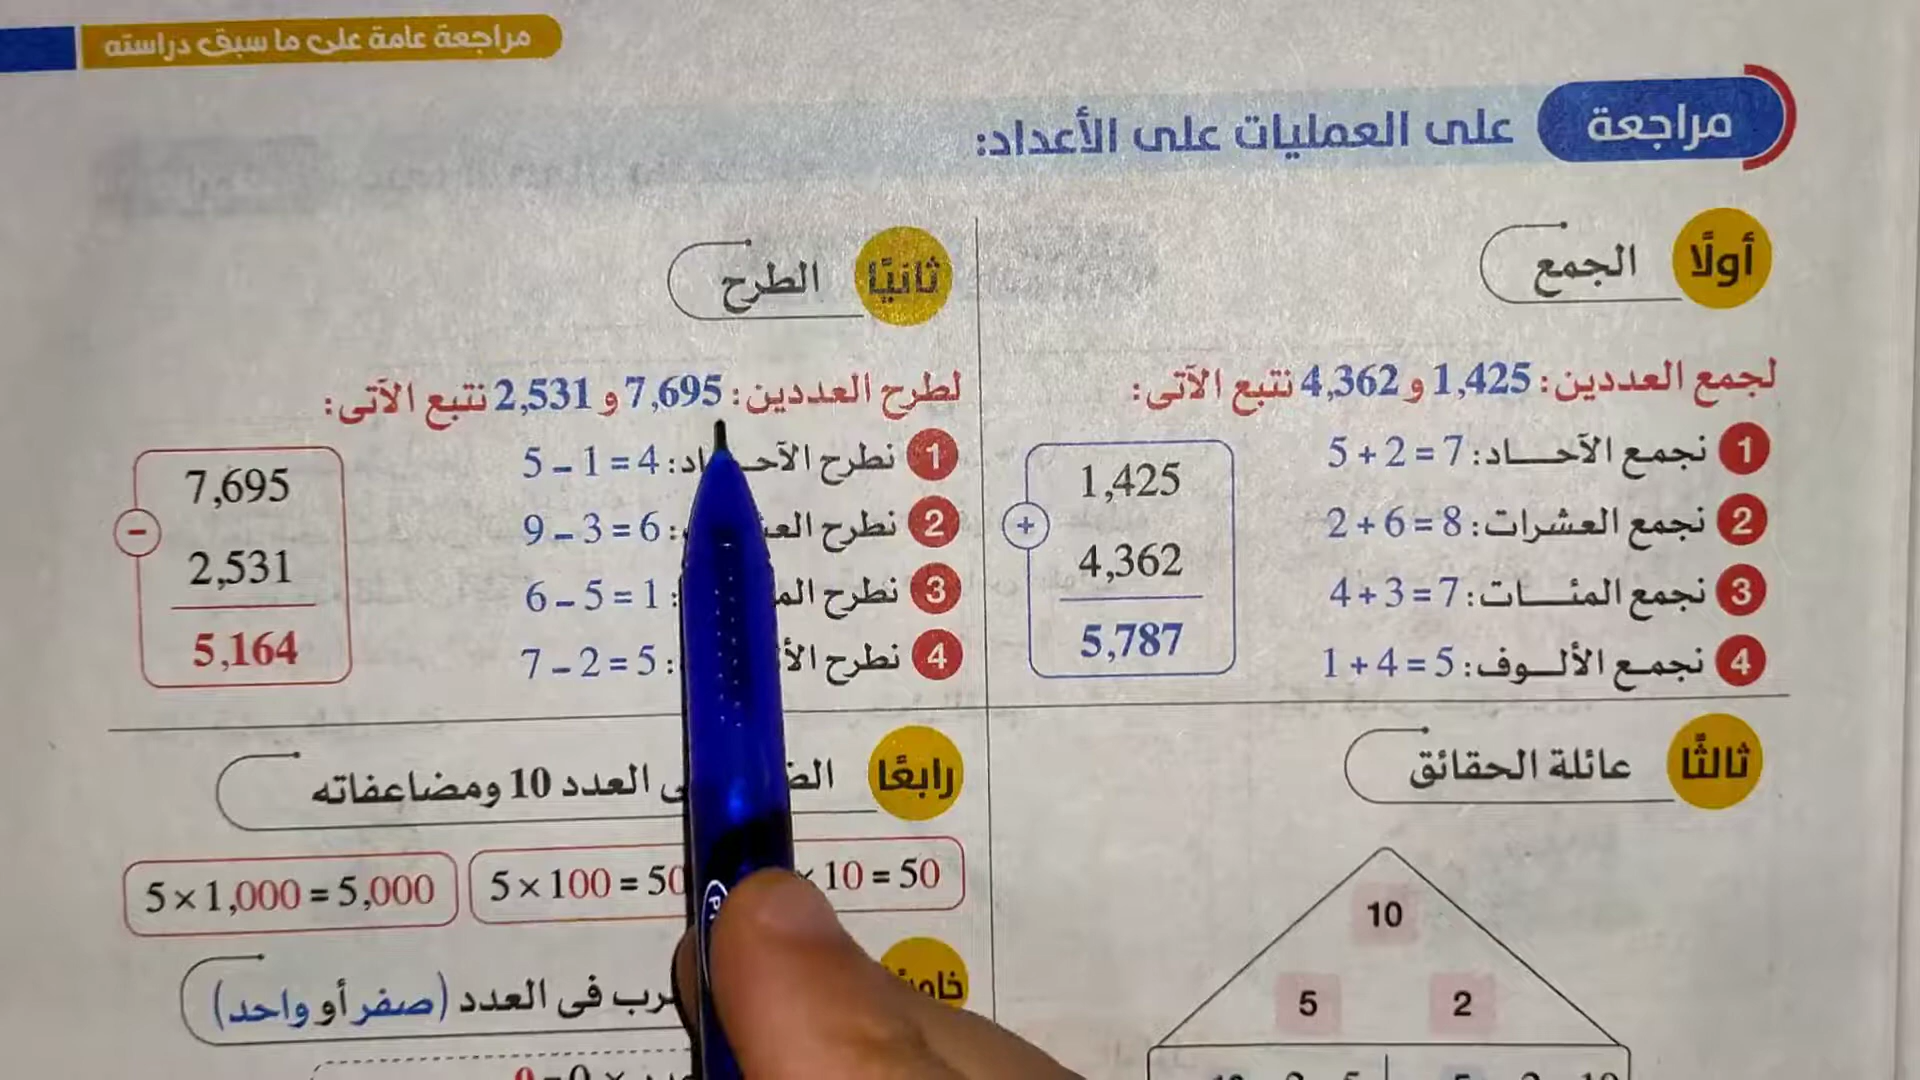 مراجعة عامة على ما سبق دراسته
مراجعة على العمليات على الأعداد:
أولًا الجمع
لجمع العددين: 1,425 و 4,362 نتبع الآتى:
1 نجمع الآحـــاد: 5 + 2 = 7
2 نجمع العشرات: 2 + 6 = 8
3 نجمع المئـــات: 4 + 3 = 7
4 نجمع الألــوف: 1 + 4 = 5
1,425
+
4,362
5,787
ثانيًا الطرح
لطرح العددين: 7,695 و 2,531 نتبع الآتى:
1 نطرح 5 – 1 = 4
2 نطرح 9 – 3 = 6
3 نطرح 6 – 5 = 1
4 نطرح 7 – 2 = 5
7,695
–
2,531
5,164
ثالثًا عائلة الحقائق
10
5 2
رابعًا العدد 10 ومضاعفاته
× 10 = 50
5 × 100 =
5 × 1,000 = 5,000
فى العدد (صفر أو واحد)